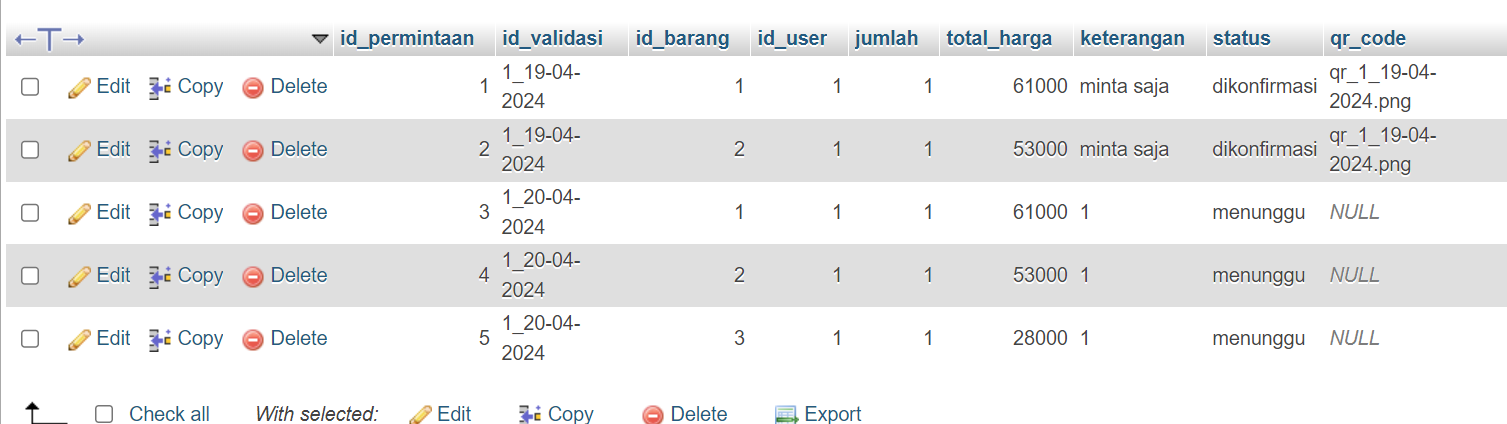 id_permintaan id_validasi id_barang id_user jumlah total_harga keterangan status qr_code
Edit Copy Delete 1 1_19-04-2024 1 1 1 61000 minta saja dikonfirmasi qr_1_19-04-2024.png
Edit Copy Delete 2 1_19-04-2024 2 1 1 53000 minta saja dikonfirmasi qr_1_19-04-2024.png
Edit Copy Delete 3 1_20-04-2024 1 1 1 61000 1 menunggu NULL
Edit Copy Delete 4 1_20-04-2024 2 1 1 53000 1 menunggu NULL
Edit Copy Delete 5 1_20-04-2024 3 1 1 28000 1 menunggu NULL
Check all With selected: Edit Copy Delete Export